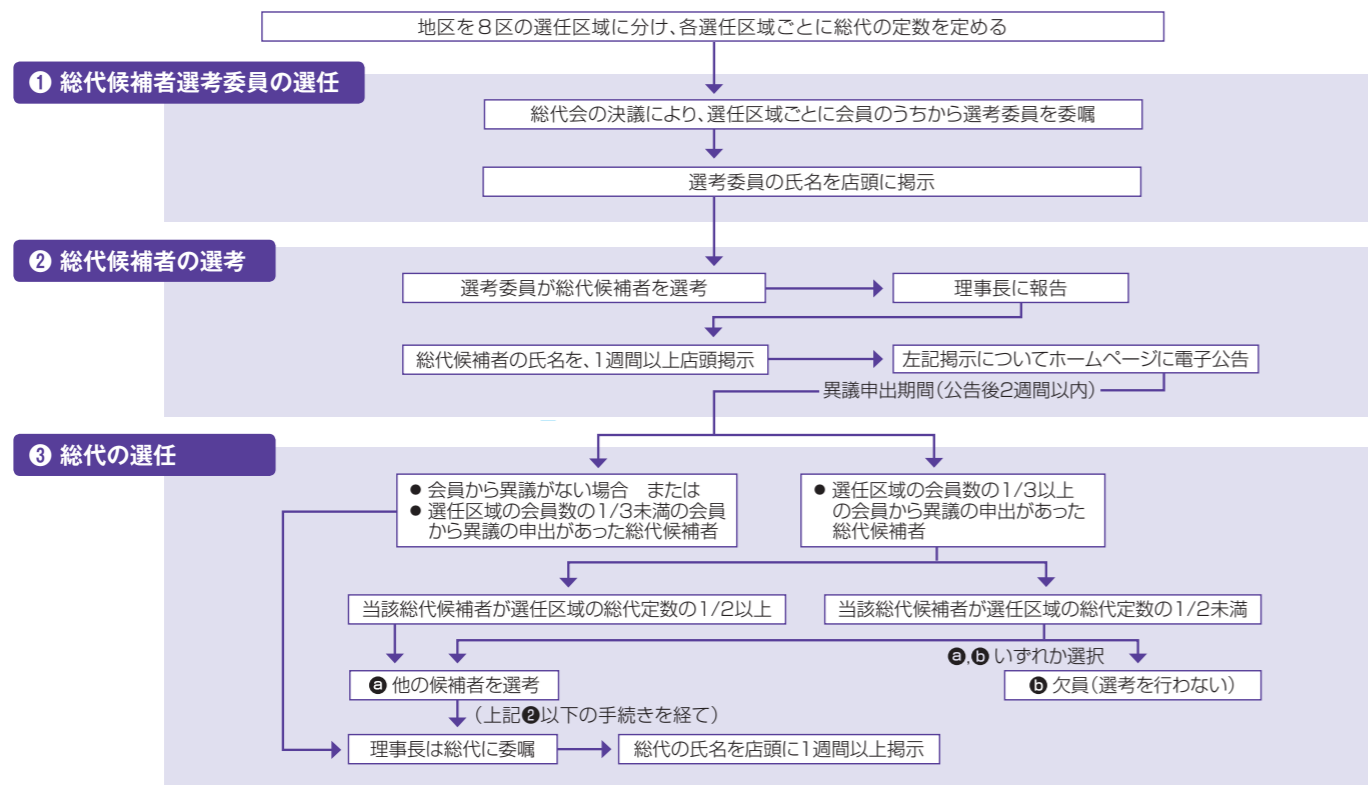 地区を8区の選任区域に分け、各選任区域ごとに総代の定数を定める
❶ 総代候補者選考委員の選任
総代会の決議により、選任区域ごとに会員のうちから選考委員を委嘱
選考委員の氏名を店頭に掲示
❷ 総代候補者の選考
選考委員が総代候補者を選考
理事長に報告
総代候補者の氏名を、1週間以上店頭掲示
左記掲示についてホームページに電子公告
異議申出期間(公告後2週間以内)
❸ 総代の選任
● 会員から異議がない場合　または
● 選任区域の会員数の1/3未満の会員
から異議の申出があった総代候補者
● 選任区域の会員数の1/3以上
の会員から異議の申出があった
総代候補者
当該総代候補者が選任区域の総代定数の1/2以上
当該総代候補者が選任区域の総代定数の1/2未満
ⓐ,ⓑ いずれか選択
ⓐ 他の候補者を選考
ⓑ 欠員(選考を行わない)
(上記❷以下の手続きを経て)
理事長は総代に委嘱
総代の氏名を店頭に1週間以上掲示